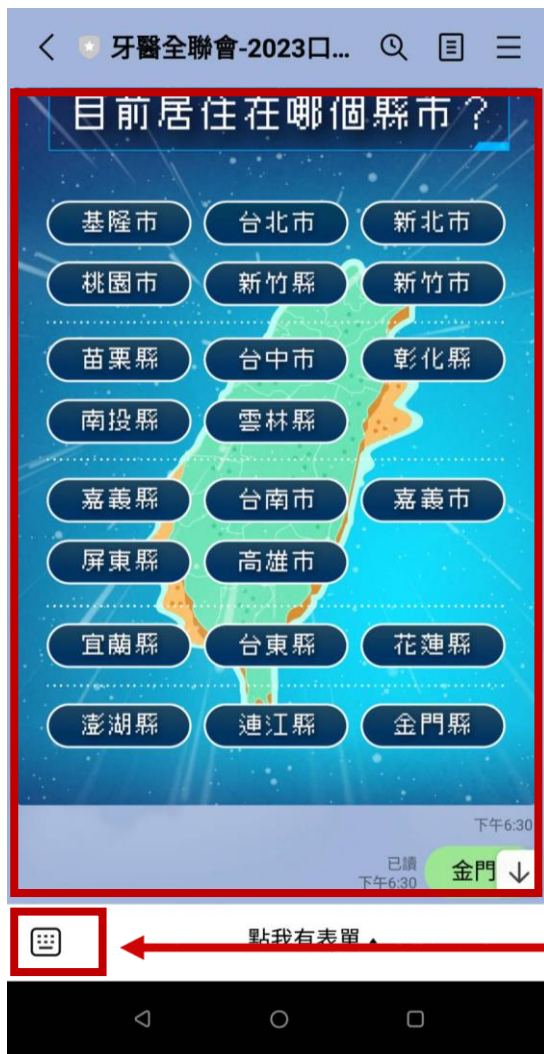 牙醫全聯會-2023口...
目前居住在哪個縣市?
基隆市 台北市 新北市
桃園市 新竹縣 新竹市
苗栗縣 台中市 彰化縣
南投縣 雲林縣
嘉義縣 台南市 嘉義市
屏東縣 高雄市
宜蘭縣 台東縣 花蓮縣
澎湖縣 連江縣 金門縣
下午6:30
已讀
下午6:30
金門
點我有表單